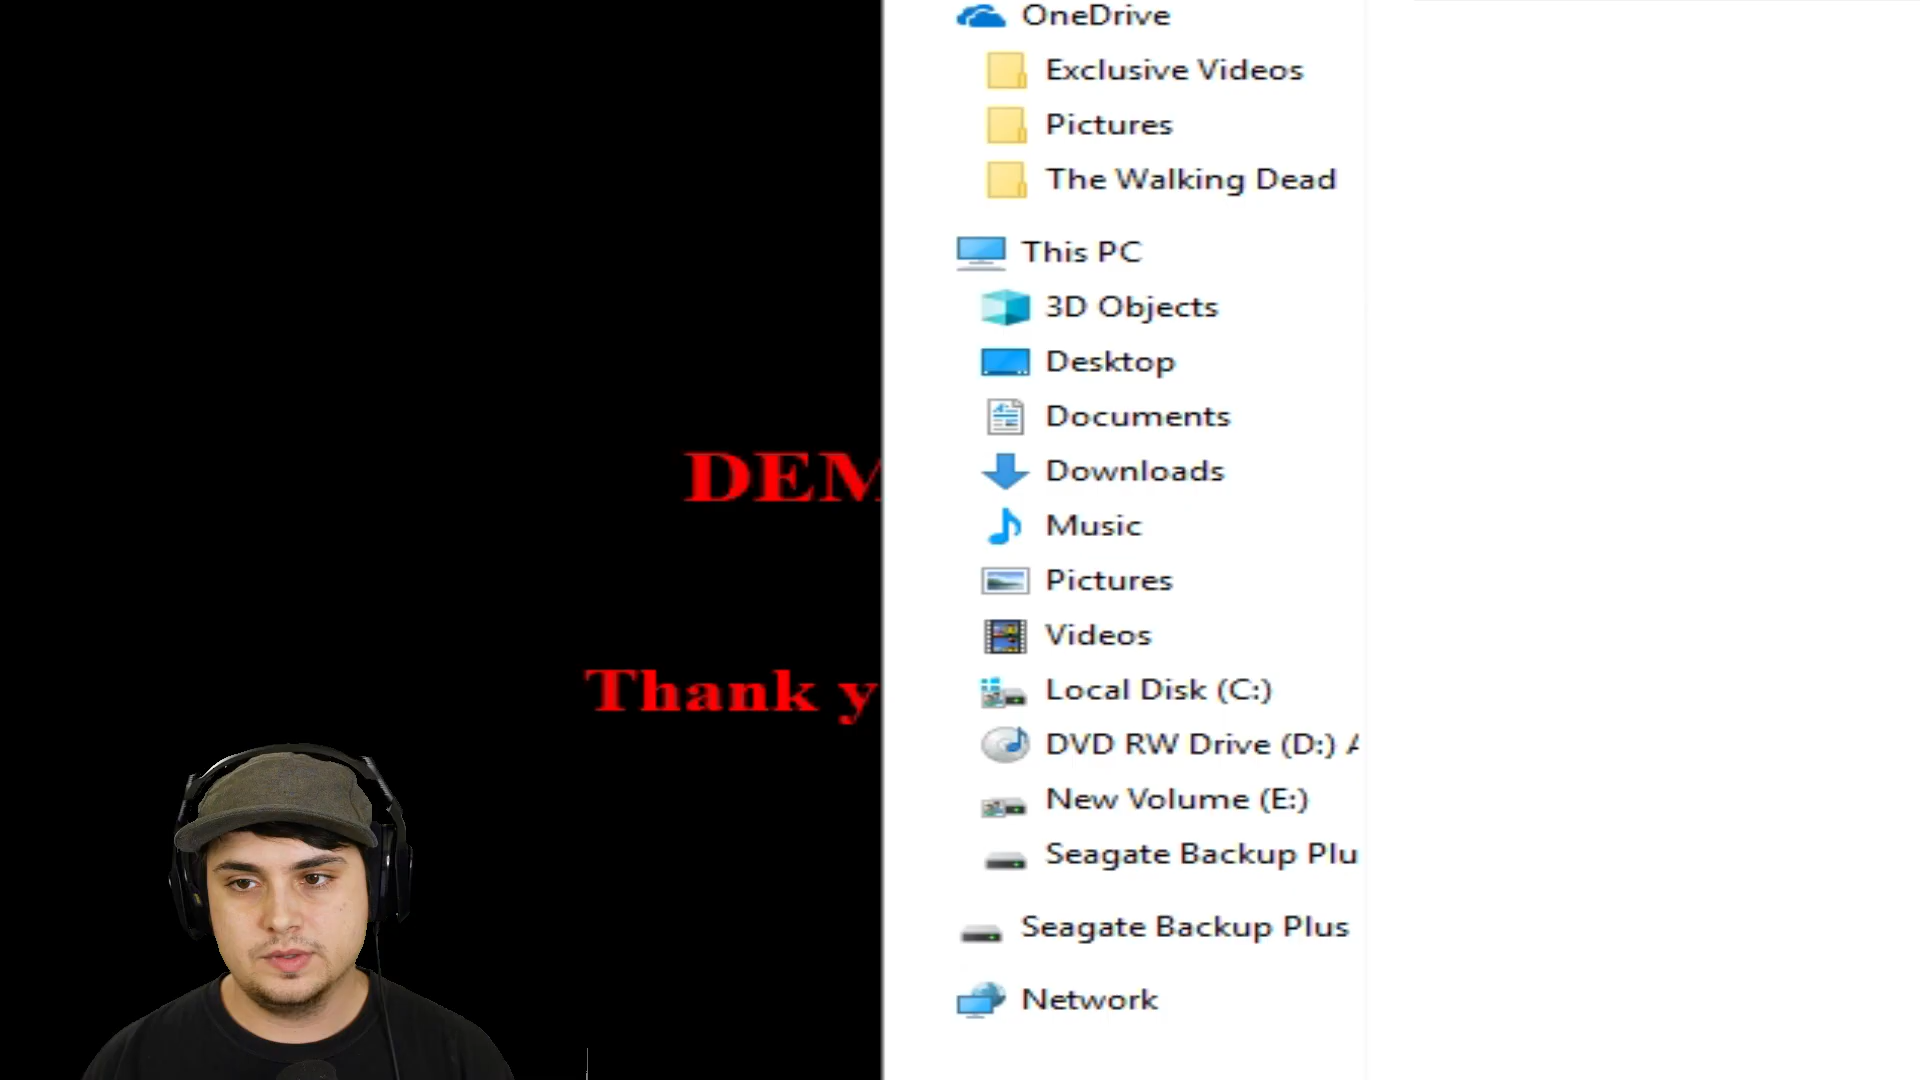 DEM
Thank y
OneDrive
Exclusive Videos
Pictures
The Walking Dead
This PC
3D Objects
Desktop
Documents
Downloads
Music
Pictures
Videos
Local Disk (C:)
DVD RW Drive (D:) A
New Volume (E:)
Seagate Backup Plu
Seagate Backup Plus
Network